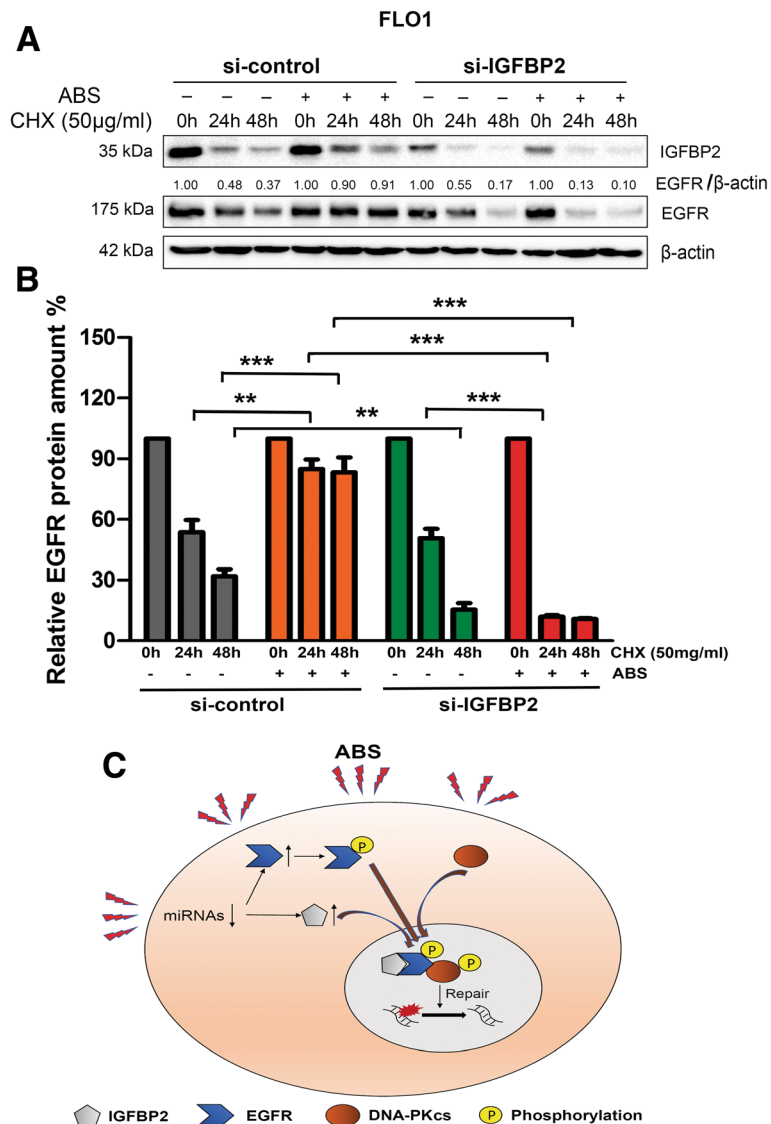 FLO1
A
si-control si-IGFBP2
ABS − − − + + + − − − + + +
CHX (50µg/ml) 0h 24h 48h 0h 24h 48h 0h 24h 48h 0h 24h 48h
35 kDa IGFBP2
1.00 0.48 0.37 1.00 0.90 0.91 1.00 0.55 0.17 1.00 0.13 0.10 EGFR/β-actin
175 kDa EGFR
42 kDa β-actin
B
Relative EGFR protein amount %
150
120
90
60
30
0
***
***
***
** ***
**
0h 24h 48h 0h 24h 48h 0h 24h 48h 0h 24h 48h CHX (50mg/ml)
- - - + + + - - - + + + ABS
si-control si-IGFBP2
C
ABS
P
miRNAs
P
P
Repair
IGFBP2 EGFR DNA-PKcs P Phosphorylation